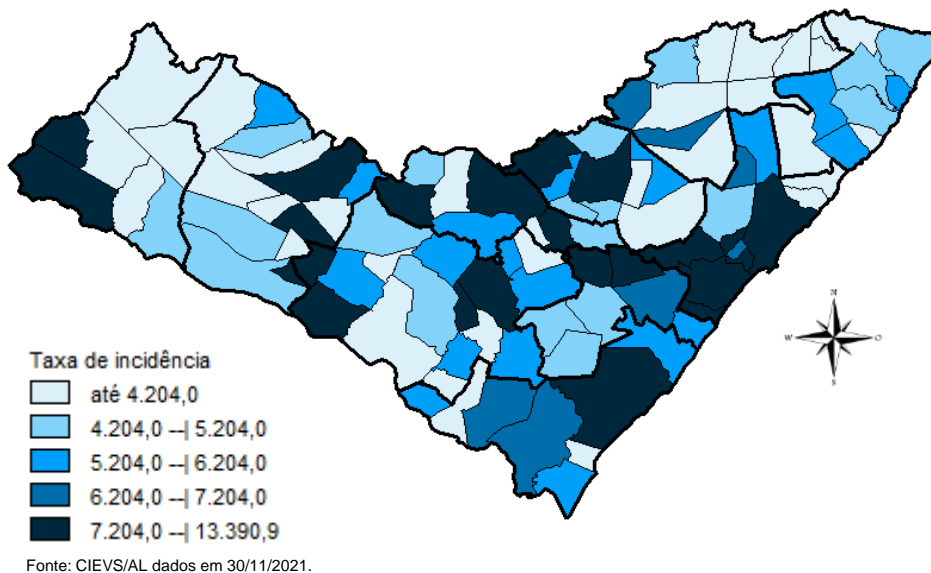 N
W
O
S
Taxa de incidência
até 4.204,0
4.204,0 --| 5.204,0
5.204,0 --| 6.204,0
6.204,0 --| 7.204,0
7.204,0 --| 13.390,9
Fonte: CIEVS/AL dados em 30/11/2021.